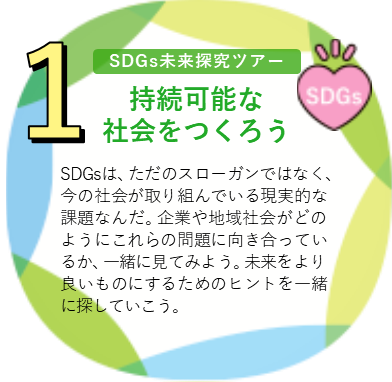 1
SDGs未来探究ツアー
SDGs
持続可能な
社会をつくろう
SDGsは、ただのスローガンではなく、
今の社会が取り組んでいる現実的な
課題なんだ。企業や地域社会がどの
ようにこれらの問題に向き合ってい
るか、一緒に見てみよう。未来をより
良いものにするためのヒントを一緒
に探していこう。